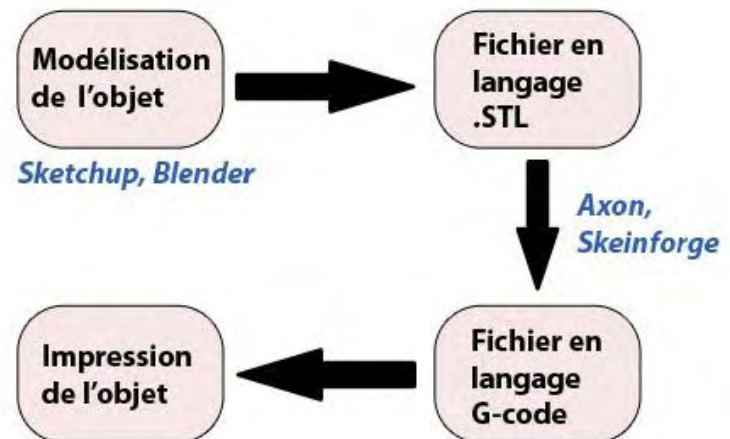 Modélisation
de l'objet
Sketchup, Blender
Fichier en
langage
.STL
Axon,
Skeinforge
Fichier en
langage
G-code
Impression
de l'objet